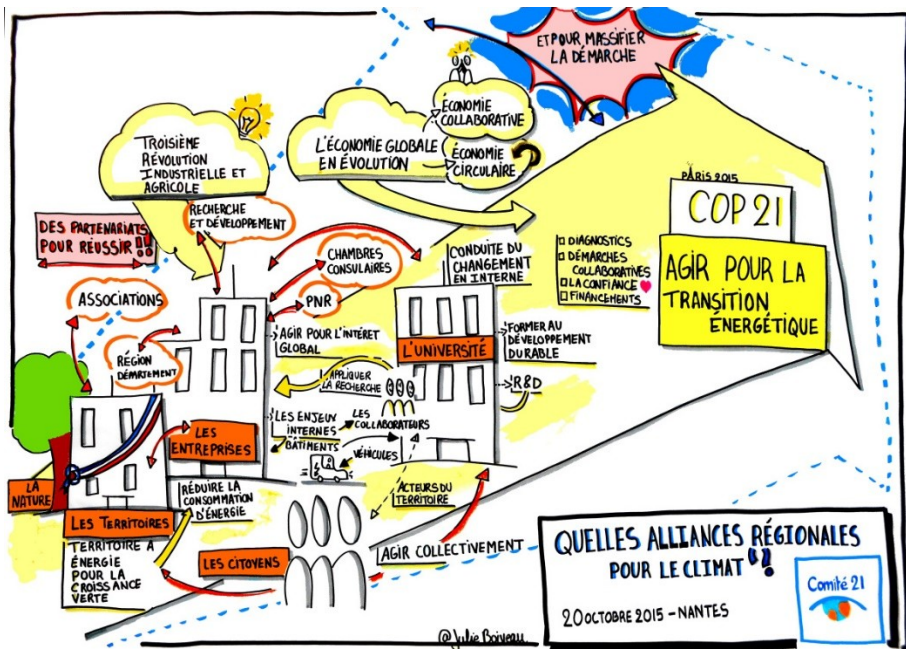 ET POUR MASSIFIER
LA DÉMARCHE
ÉCONOMIE
COLLABORATIVE
L'ÉCONOMIE GLOBALE
EN ÉVOLUTION
ÉCONOMIE
CIRCULAIRE
TROISIÈME
RÉVOLUTION
INDUSTRIELLE ET
AGRICOLE
RECHERCHE
ET DÉVELOPPEMENT
DES PARTENARIATS
POUR RÉUSSIR !!
ASSOCIATIONS
CHAMBRES
CONSULAIRES
PNR
RÉGION
DÉPARTEMENT
CONDUITE DU
CHANGEMENT
EN INTERNE
DIAGNOSTICS
DÉMARCHES
COLLABORATIVES
LA CONFIANCE
FINANCEMENTS
PARIS 2015
COP 21
AGIR POUR LA
TRANSITION
ÉNERGÉTIQUE
AGIR POUR L'INTÉRET
GLOBAL
L'UNIVERSITÉ
FORMER AU
DÉVELOPPEMENT
DURABLE
R&D
APPLIQUER
LA RECHERCHE
LES ENJEUX
INTERNES
BÂTIMENTS
LES
COLLABORATEURS
VÉHICULES
ACTEURS DU
TERRITOIRE
LES
ENTREPRISES
RÉDUIRE LA
CONSOMMATION
D'ÉNERGIE
LA
NATURE
LES TERRITOIRES
TERRITOIRE À
ÉNERGIE
POUR LA
CROISSANCE
VERTE
LES CITOYENS
AGIR COLLECTIVEMENT
QUELLES ALLIANCES RÉGIONALES
POUR LE CLIMAT !!
20 OCTOBRE 2015 - NANTES
Comité 21
@Julie Boiveau